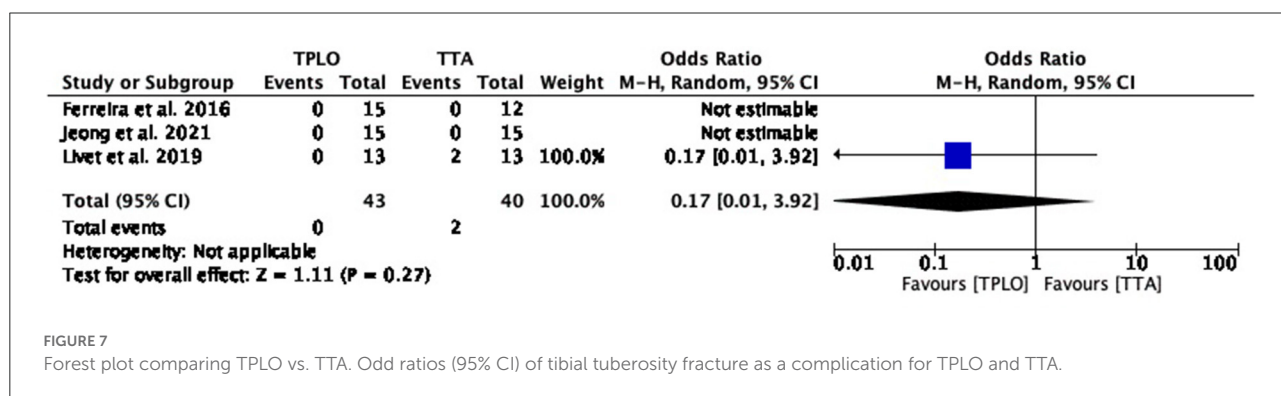 TPLO TTA Odds Ratio Odds Ratio
Study or Subgroup Events Total Events Total Weight M-H, Random, 95% CI M-H, Random, 95% CI
Ferreira et al. 2016 0 15 0 12 Not estimable
Jeong et al. 2021 0 15 0 15 Not estimable
Livet et al. 2019 0 13 2 13 100.0% 0.17 [0.01, 3.92]
Total (95% CI) 43 40 100.0% 0.17 [0.01, 3.92]
Total events 0 2
Heterogeneity: Not applicable
Test for overall effect: Z = 1.11 (P = 0.27)
0.01 0.1 1 10 100
Favours [TPLO] Favours [TTA]
FIGURE 7
Forest plot comparing TPLO vs. TTA. Odd ratios (95% CI) of tibial tuberosity fracture as a complication for TPLO and TTA.